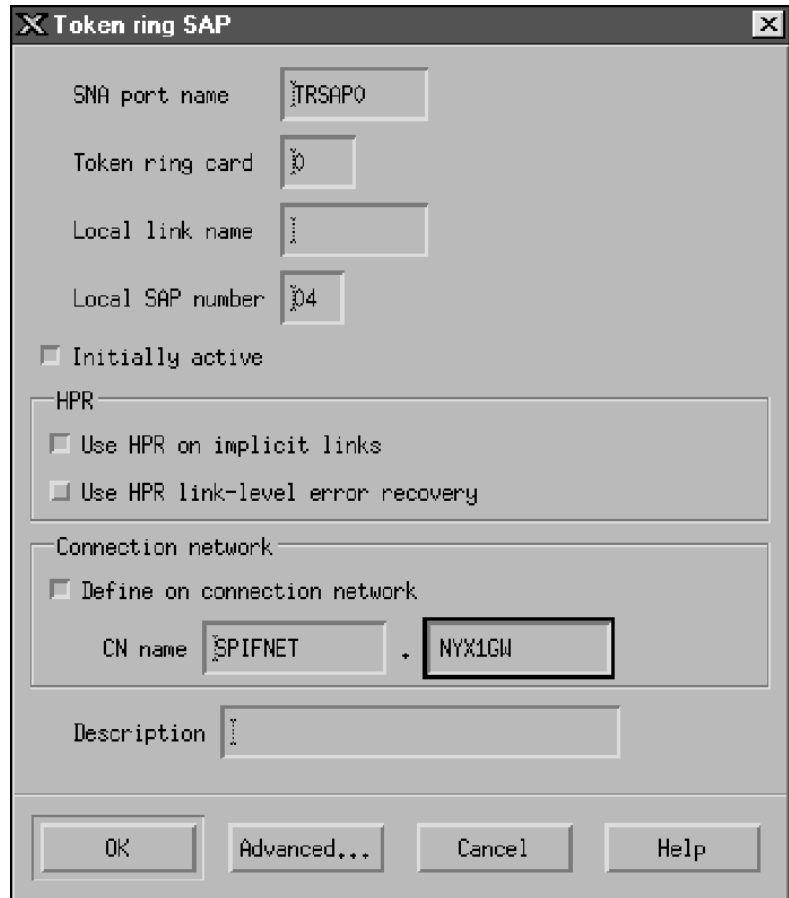 Token ring SAP
SNA port name TRSAP0
Token ring card 0
Local link name
Local SAP number 04
Initially active
HPR
Use HPR on implicit links
Use HPR link-level error recovery
Connection network
Define on connection network
CN name SPIFNET . NYX1GW
Description
OK Advanced... Cancel Help